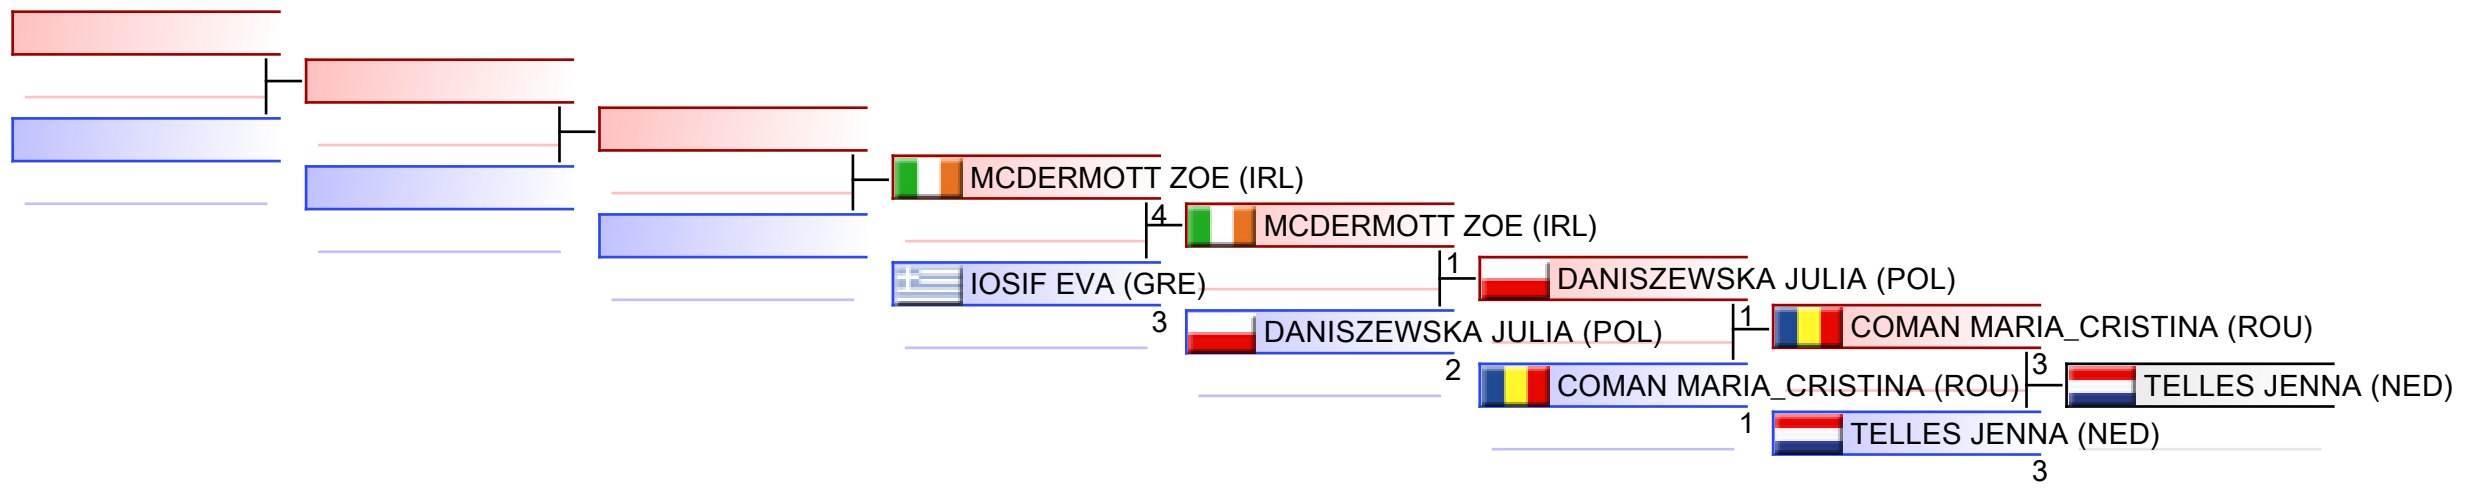 MCDERMOTT ZOE (IRL)
4
IOSIF EVA (GRE)
3
MCDERMOTT ZOE (IRL)
1
DANISZEWSKA JULIA (POL)
2
DANISZEWSKA JULIA (POL)
1
COMAN MARIA_CRISTINA (ROU)
1
COMAN MARIA_CRISTINA (ROU)
3
TELLES JENNA (NED)
3
TELLES JENNA (NED)